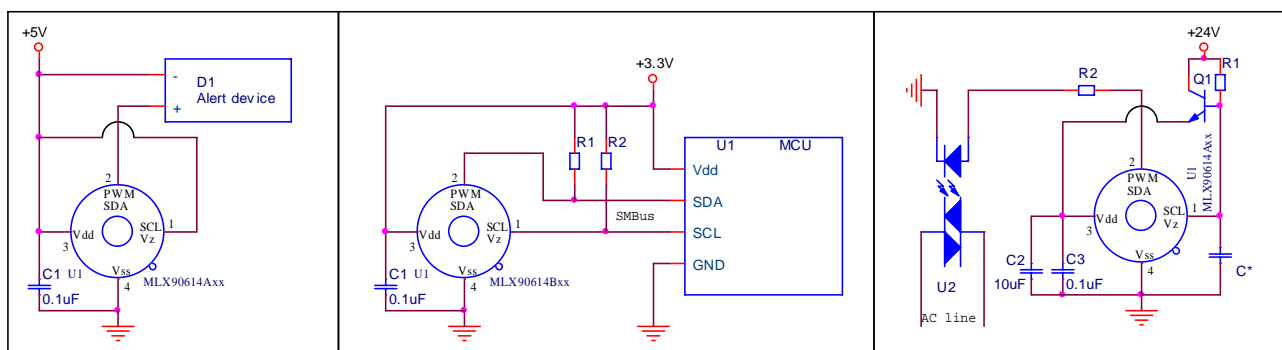 +5V
-
D1
+
Alert device
2
PWM
SDA
SCL
Vz
1
Vdd
3
Vss
4
C1
U1
0.1uF
MLX90614Axx
+3.3V
R1
R2
U1
MCU
Vdd
SDA
SCL
GND
SMBus
2
PWM
SDA
SCL
Vz
1
Vdd
3
Vss
4
C1
U1
0.1uF
MLX90614Bxx
+24V
R1
Q1
R2
U1
MLX90614Axx
2
PWM
SDA
SCL
Vz
1
Vdd
3
Vss
4
C2
10uF
C3
0.1uF
C*
U2
AC line